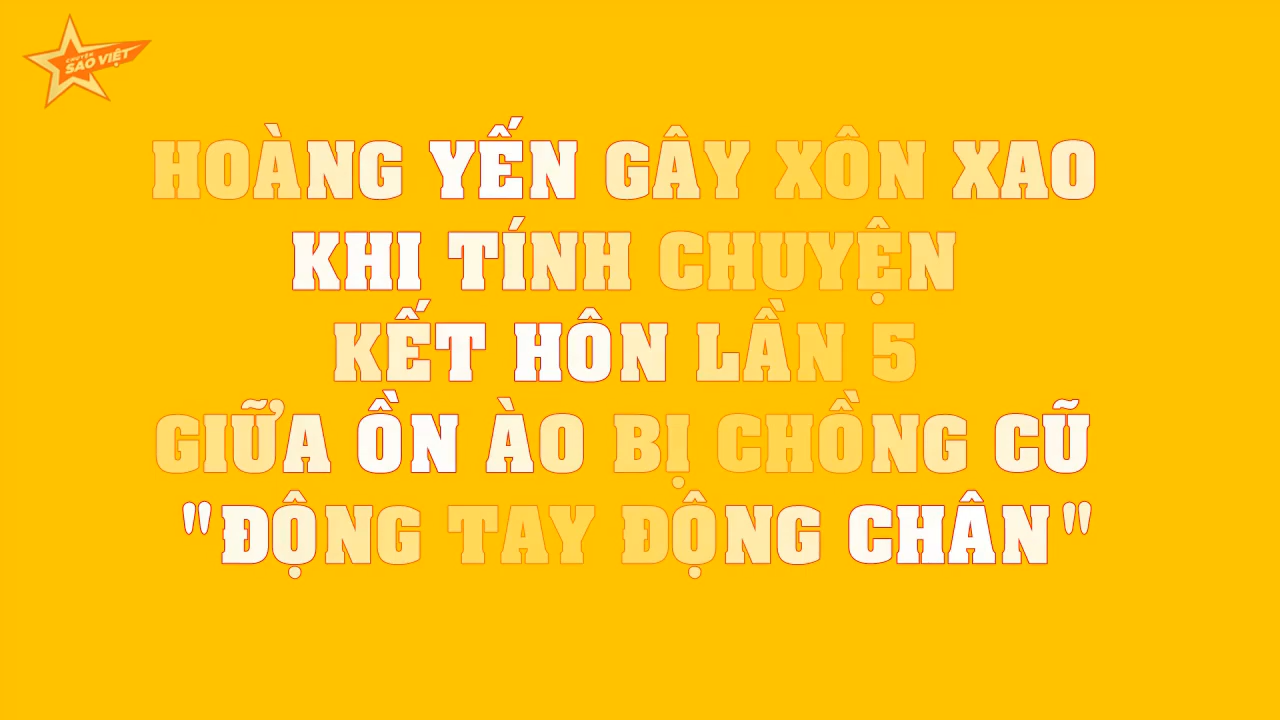 CHUYỆN
SAO VIỆT
HOÀNG YẾN GÂY XÔN XAO
KHI TÍNH CHUYỆN
KẾT HÔN LẦN 5
GIỮA ỒN ÀO BỊ CHỒNG CŨ
"ĐỘNG TAY ĐỘNG CHÂN"